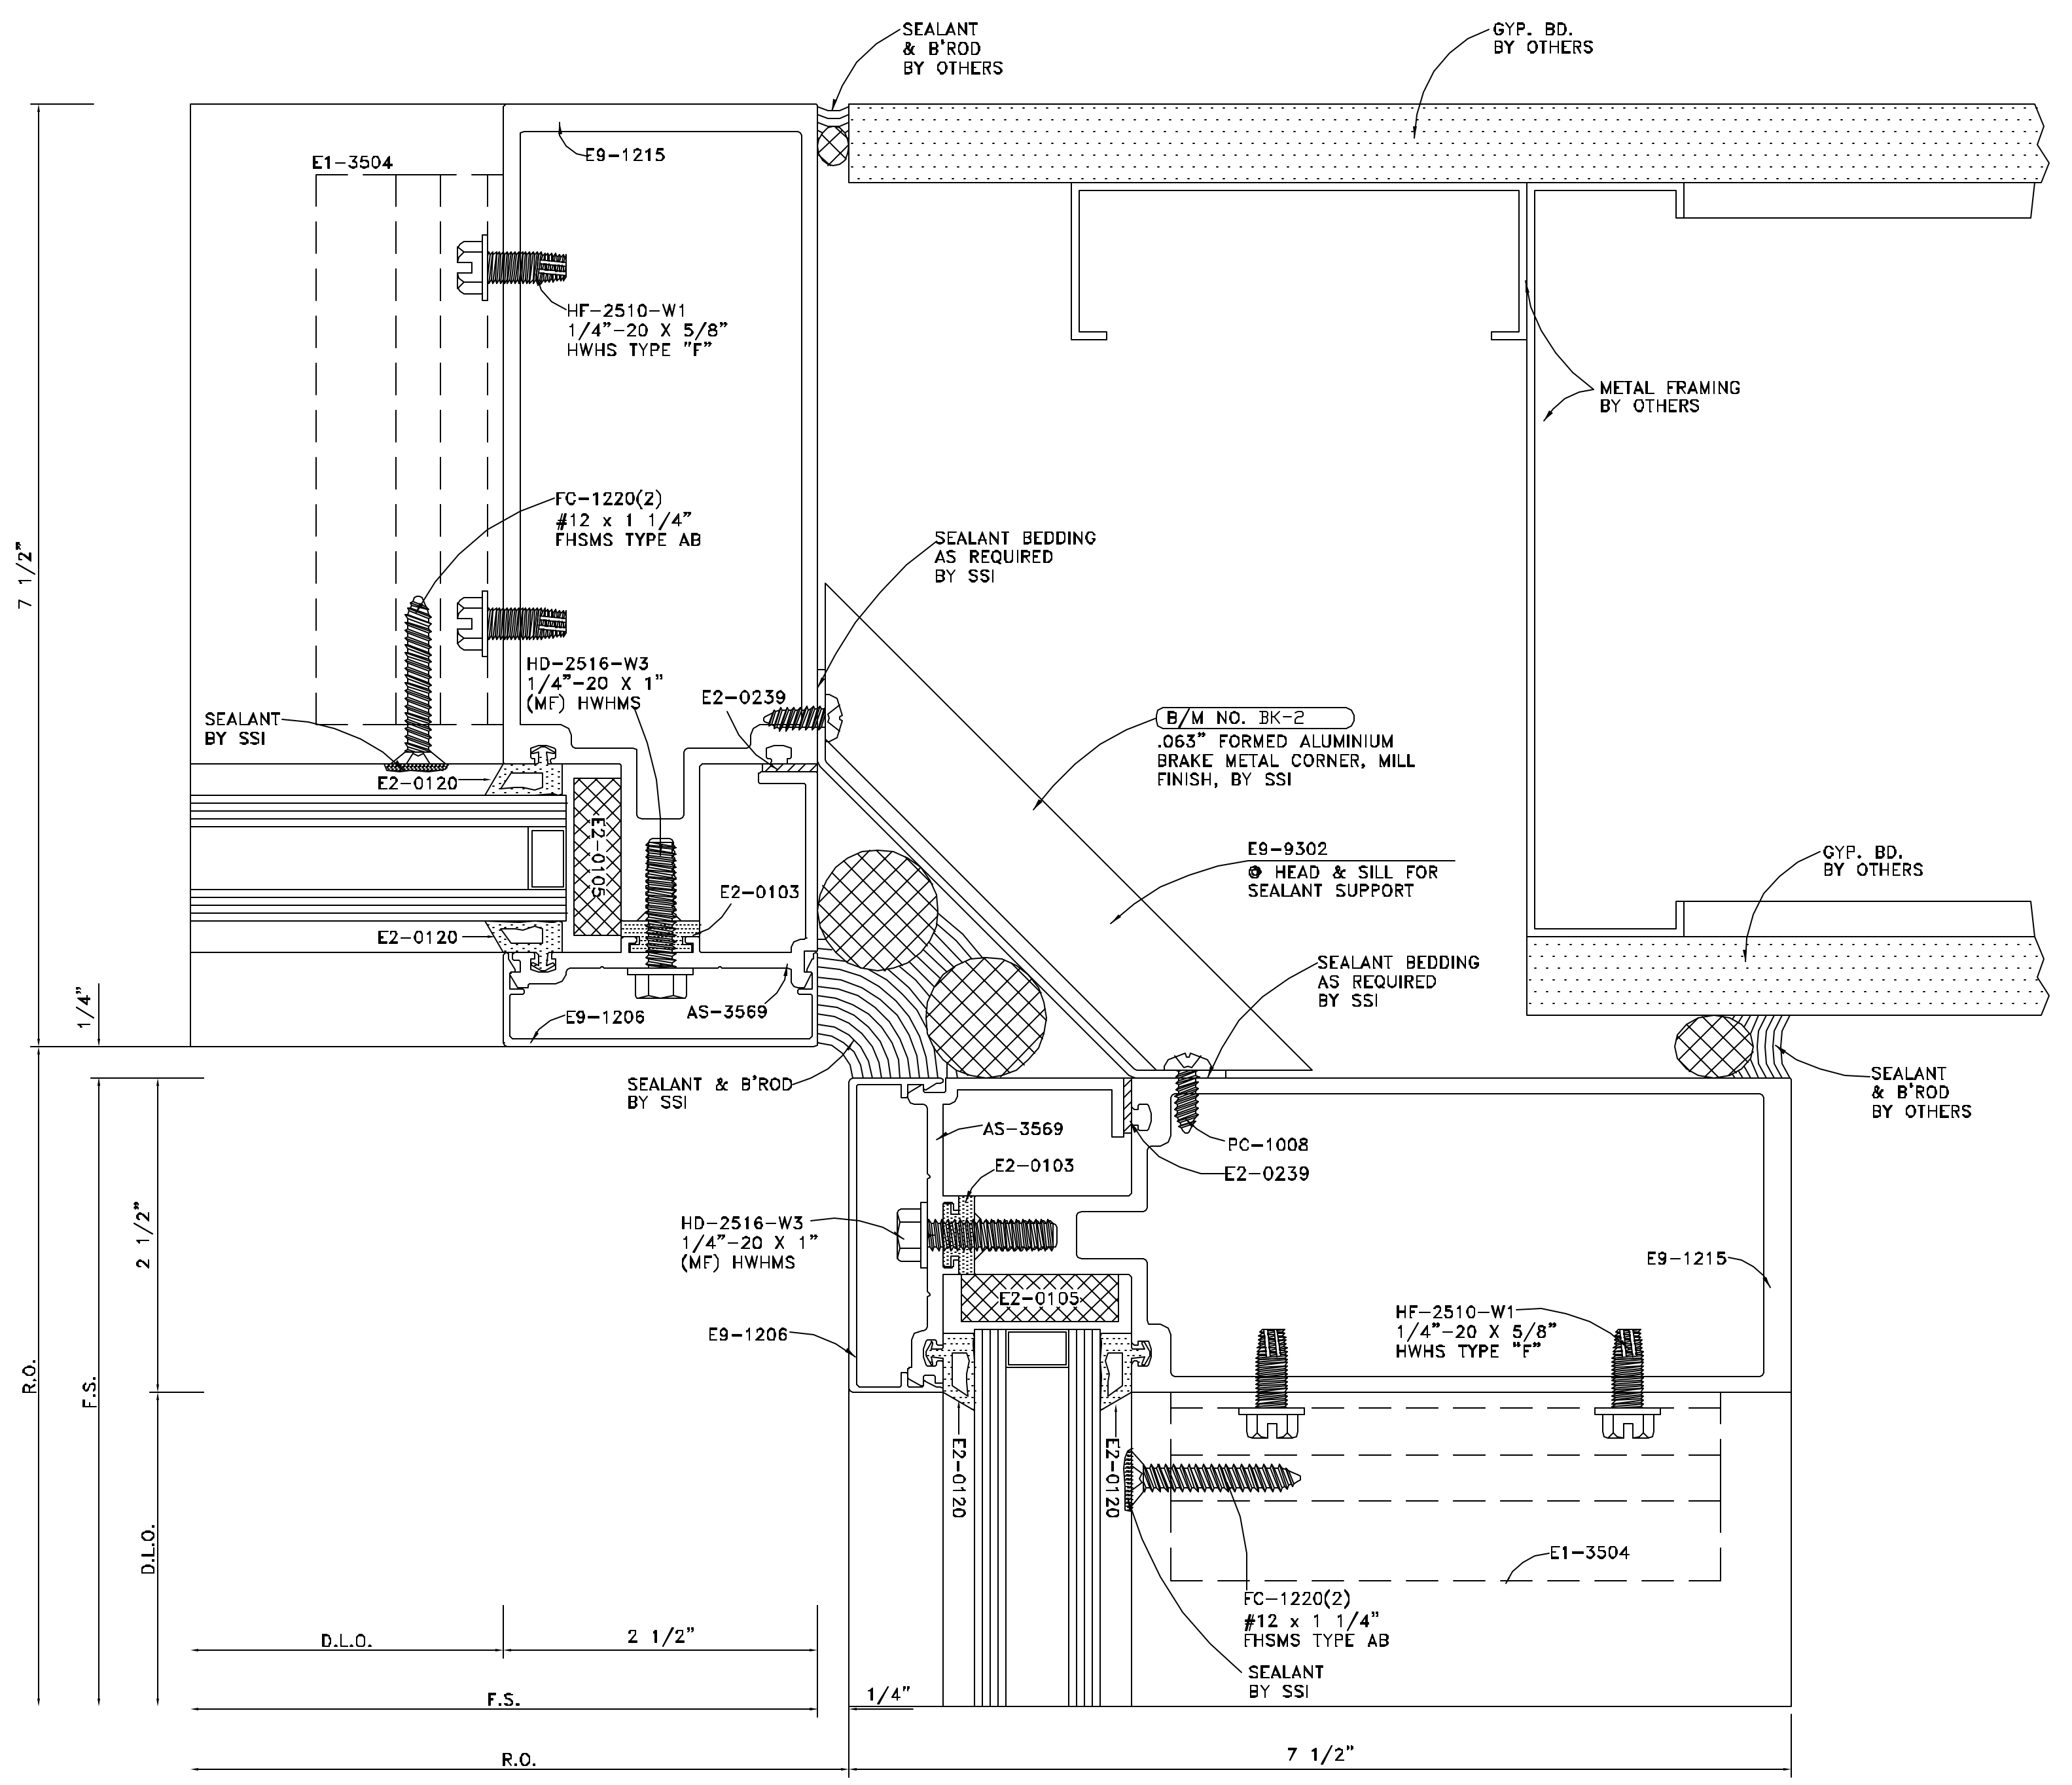 SEALANT
& B'ROD
BY OTHERS
GYP. BD.
BY OTHERS
E9-1215
E1-3504
HF-2510-W1
1/4"-20 X 5/8"
HWHS TYPE "F"
METAL FRAMING
BY OTHERS
FC-1220(2)
#12 x 1 1/4"
FHSMS TYPE AB
SEALANT BEDDING
AS REQUIRED
BY SSI
7 1/2"
HD-2516-W3
1/4"-20 X 1"
(MF) HWHMS
E2-0239
SEALANT
BY SSI
B/M NO. BK-2
.063" FORMED ALUMINIUM
BRAKE METAL CORNER, MILL
FINISH, BY SSI
E2-0120
E2-0105
E2-0103
E9-9302
@ HEAD & SILL FOR
SEALANT SUPPORT
GYP. BD.
BY OTHERS
E2-0120
SEALANT BEDDING
AS REQUIRED
BY SSI
1/4"
E9-1206
AS-3569
SEALANT & B'ROD
BY SSI
SEALANT
& B'ROD
BY OTHERS
AS-3569
PC-1008
E2-0103
E2-0239
2 1/2"
HD-2516-W3
1/4"-20 X 1"
(MF) HWHMS
E9-1215
E2-0105
HF-2510-W1
1/4"-20 X 5/8"
HWHS TYPE "F"
E9-1206
R.O.
F.S.
D.L.O.
E2-0120
E2-0120
E1-3504
FC-1220(2)
#12 x 1 1/4"
FHSMS TYPE AB
SEALANT
BY SSI
D.L.O.
2 1/2"
F.S.
1/4"
R.O.
7 1/2"